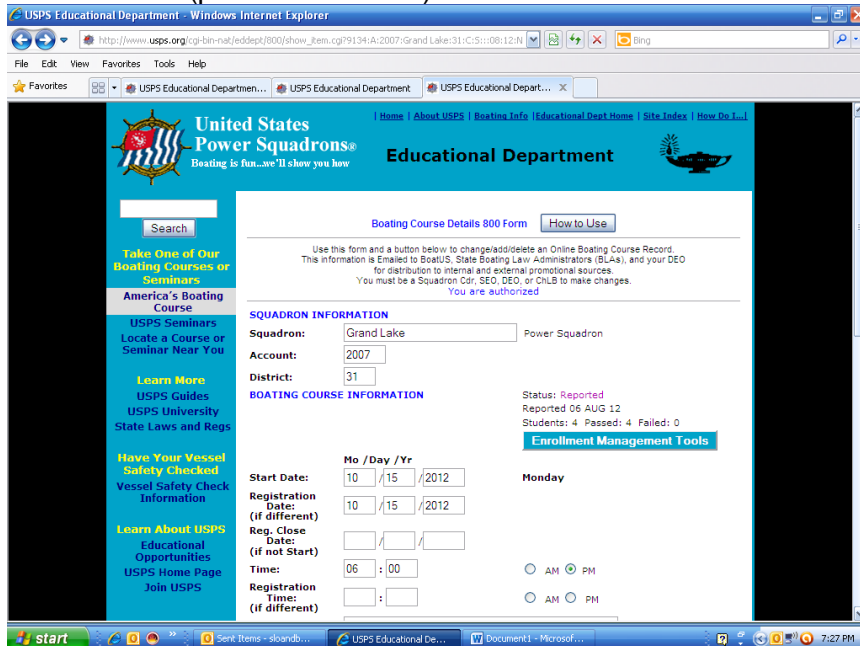 USPS Educational Department - Windows Internet Explorer
http://www.usps.org/cgi-bin-nat/eddept/800/show_item.cgi?9134:A:2007:Grand Lake:31:C:5:::08:12:N
Bing
File Edit View Favorites Tools Help
Favorites
USPS Educational Departmen...
USPS Educational Department
USPS Educational Depart...
| Home | About USPS | Boating Info |Educational Dept Home | Site Index | How Do I...|
United States
Power Squadrons®
Boating is fun...we'll show you how
Educational Department
Search
Take One of Our
Boating Courses or
Seminars
America's Boating
Course
USPS Seminars
Locate a Course or
Seminar Near You
Learn More
USPS Guides
USPS University
State Laws and Regs
Have Your Vessel
Safety Checked
Vessel Safety Check
Information
Learn About USPS
Educational
Opportunities
USPS Home Page
Join USPS
Boating Course Details 800 Form How to Use
Use this form and a button below to change/add/delete an Online Boating Course Record.
This information is Emailed to BoatUS, State Boating Law Administrators (BLAs), and your DEO
for distribution to internal and external promotional sources.
You must be a Squadron Cdr, SEO, DEO, or ChLB to make changes.
You are authorized
SQUADRON INFORMATION
Squadron: Grand Lake Power Squadron
Account: 2007
District: 31
BOATING COURSE INFORMATION Status: Reported
Reported 06 AUG 12
Students: 4 Passed: 4 Failed: 0
Enrollment Management Tools
Mo /Day /Yr
Start Date: 10 /15 /2012 Monday
Registration
Date: 10 /15 /2012
(if different)
Reg. Close
Date: / /
(if not Start)
Time: 06 : 00 AM PM
Registration
Time: : AM PM
(if different)
start
Sent Items - sloandb...
USPS Educational De...
Document1 - Microsof...
7:27 PM